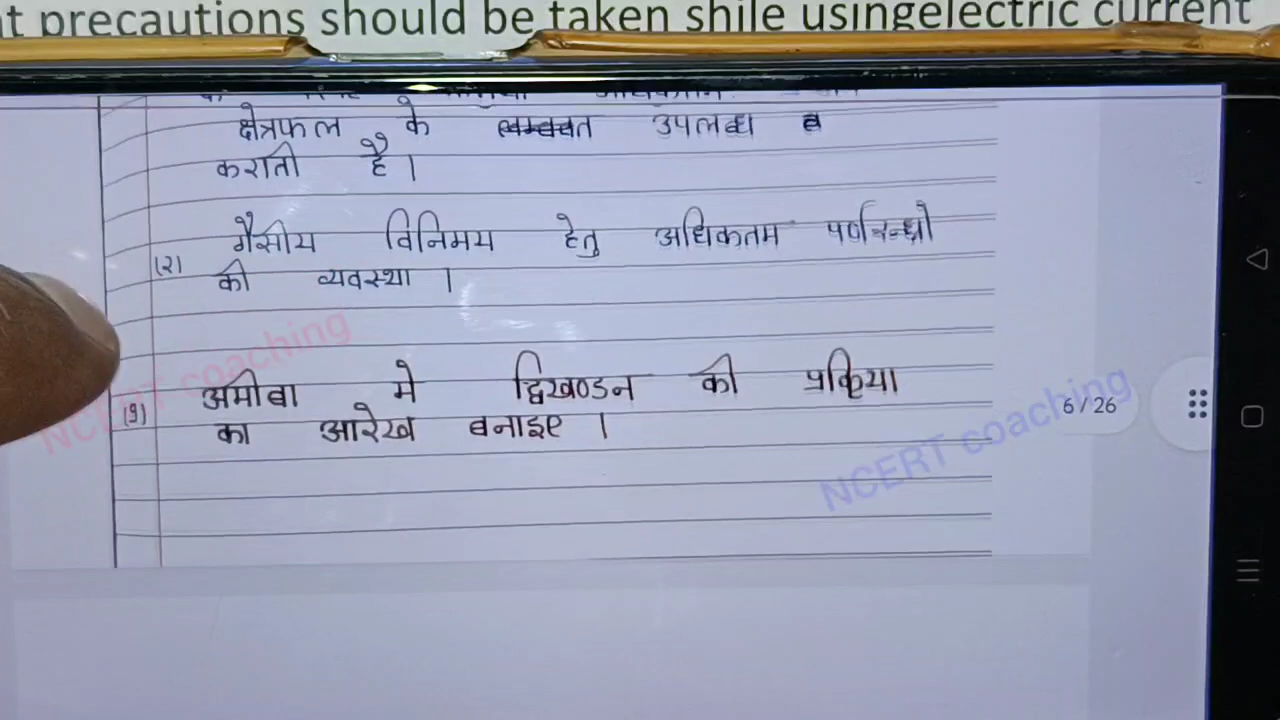 t precautions should be taken shile usingelectric current
क्षेत्रफल के उपलब्ध
कराती है ।
गैसीय विनिमय हेतु अधिकतम पर्णरन्ध्रो
(२) की व्यवस्था ।
NCERT coaching
अमीबा मे द्विखण्डन की प्रक्रिया
(9) का आरेख बनाइए ।
6/26
NCERT coaching